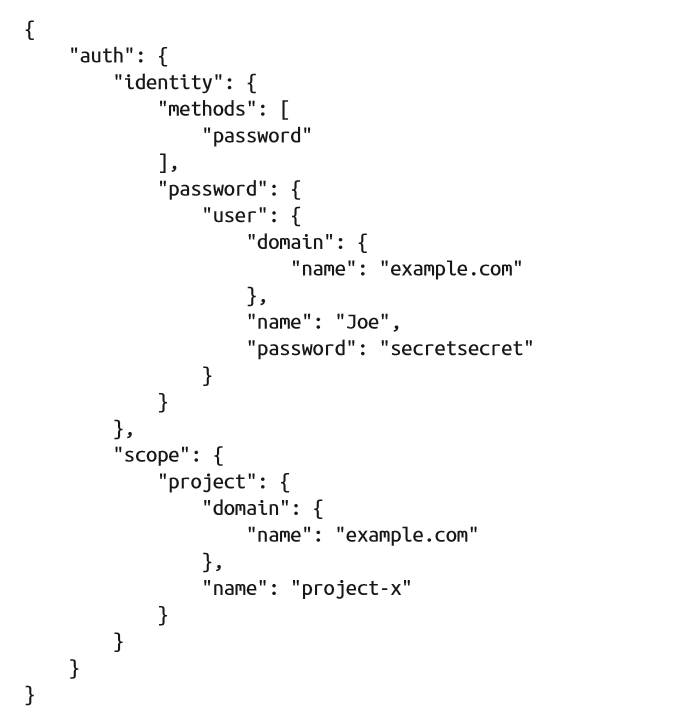 {
    "auth": {
        "identity": {
            "methods": [
                "password"
            ],
            "password": {
                "user": {
                    "domain": {
                        "name": "example.com"
                    },
                    "name": "Joe",
                    "password": "secretsecret"
                }
            }
        },
        "scope": {
            "project": {
                "domain": {
                    "name": "example.com"
                },
                "name": "project-x"
            }
        }
    }
}